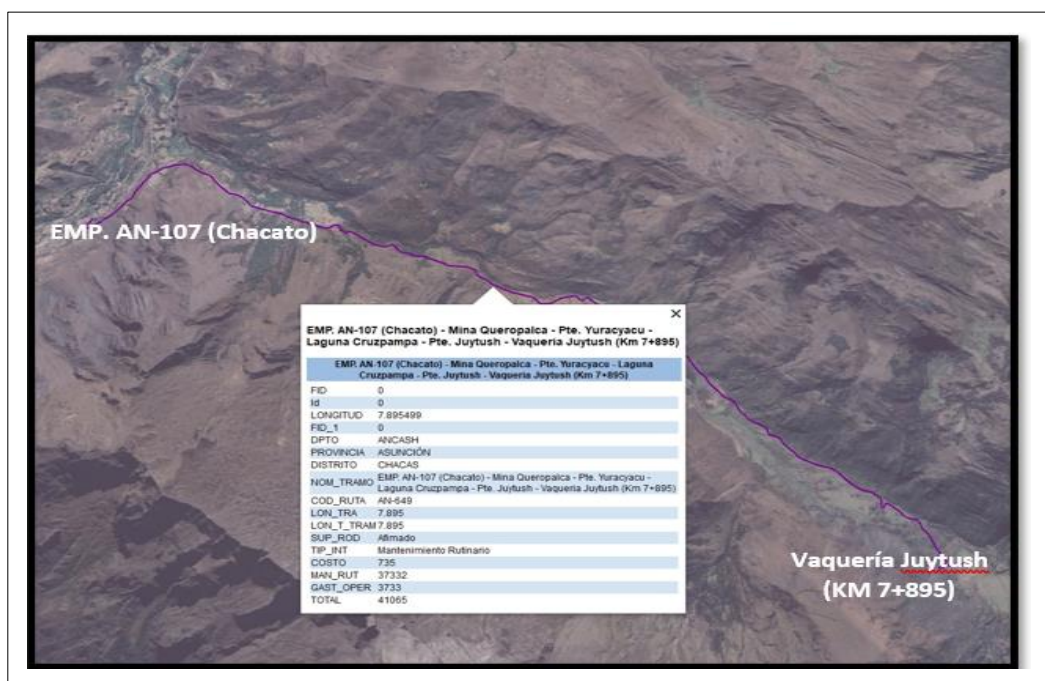 EMP. AN-107 (Chacato)
×
EMP. AN-107 (Chacato) - Mina Queropalca - Pte. Yuracyacu -
Laguna Cruzpampa - Pte. Juytush - Vaqueria Juytush (Km 7+895)
EMP. AN-107 (Chacato) - Mina Queropalca - Pte. Yuracyacu - Laguna
Cruzpampa - Pte. Juytush - Vaqueria Juytush (Km 7+895)
FID 0
Id 0
LONGITUD 7.895499
FID_1 0
DPTO ANCASH
PROVINCIA ASUNCIÓN
DISTRITO CHACAS
NOM_TRAMO EMP. AN-107 (Chacato) - Mina Queropalca - Pte. Yuracyacu -
Laguna Cruzpampa - Pte. Juytush - Vaqueria Juytush (Km 7+895)
COD_RUTA AN-649
LON_TRA 7.895
LON_T_TRAM 7.895
SUP_ROD Afirmado
TIP_INT Mantenimiento Rutinario
COSTO 735
MAN_RUT 37332
GAST_OPER 3733
TOTAL 41065
Vaquería Juytush
(KM 7+895)